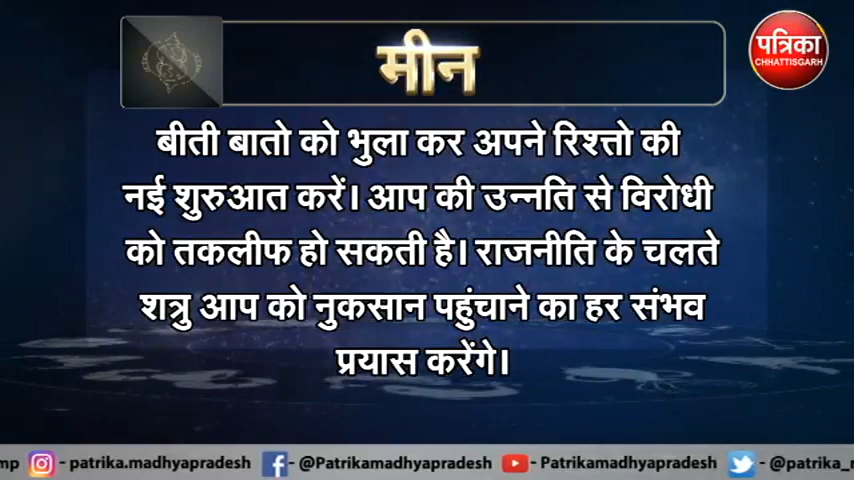 मीन
पत्रिका
CHHATTISGARH
बीती बातो को भुला कर अपने रिश्त्तो की
नई शुरुआत करें। आप की उन्नति से विरोधी
को तकलीफ हो सकती है। राजनीति के चलते
शत्रु आप को नुकसान पहुंचाने का हर संभव
प्रयास करेंगे।
mp - patrika.madhyapradesh - @Patrikamadhyapradesh - Patrikamadhyapradesh - @patrika_